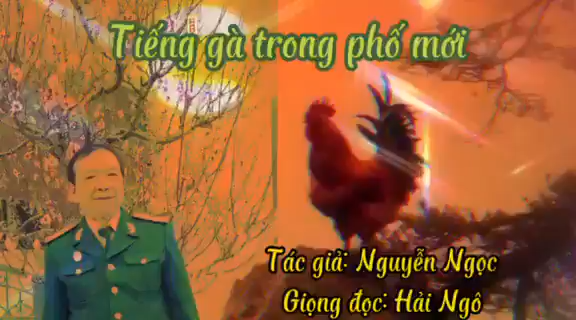 Tiếng gà trong phố mới
Tác giả: Nguyễn Ngọc
Giọng đọc: Hải Ngô